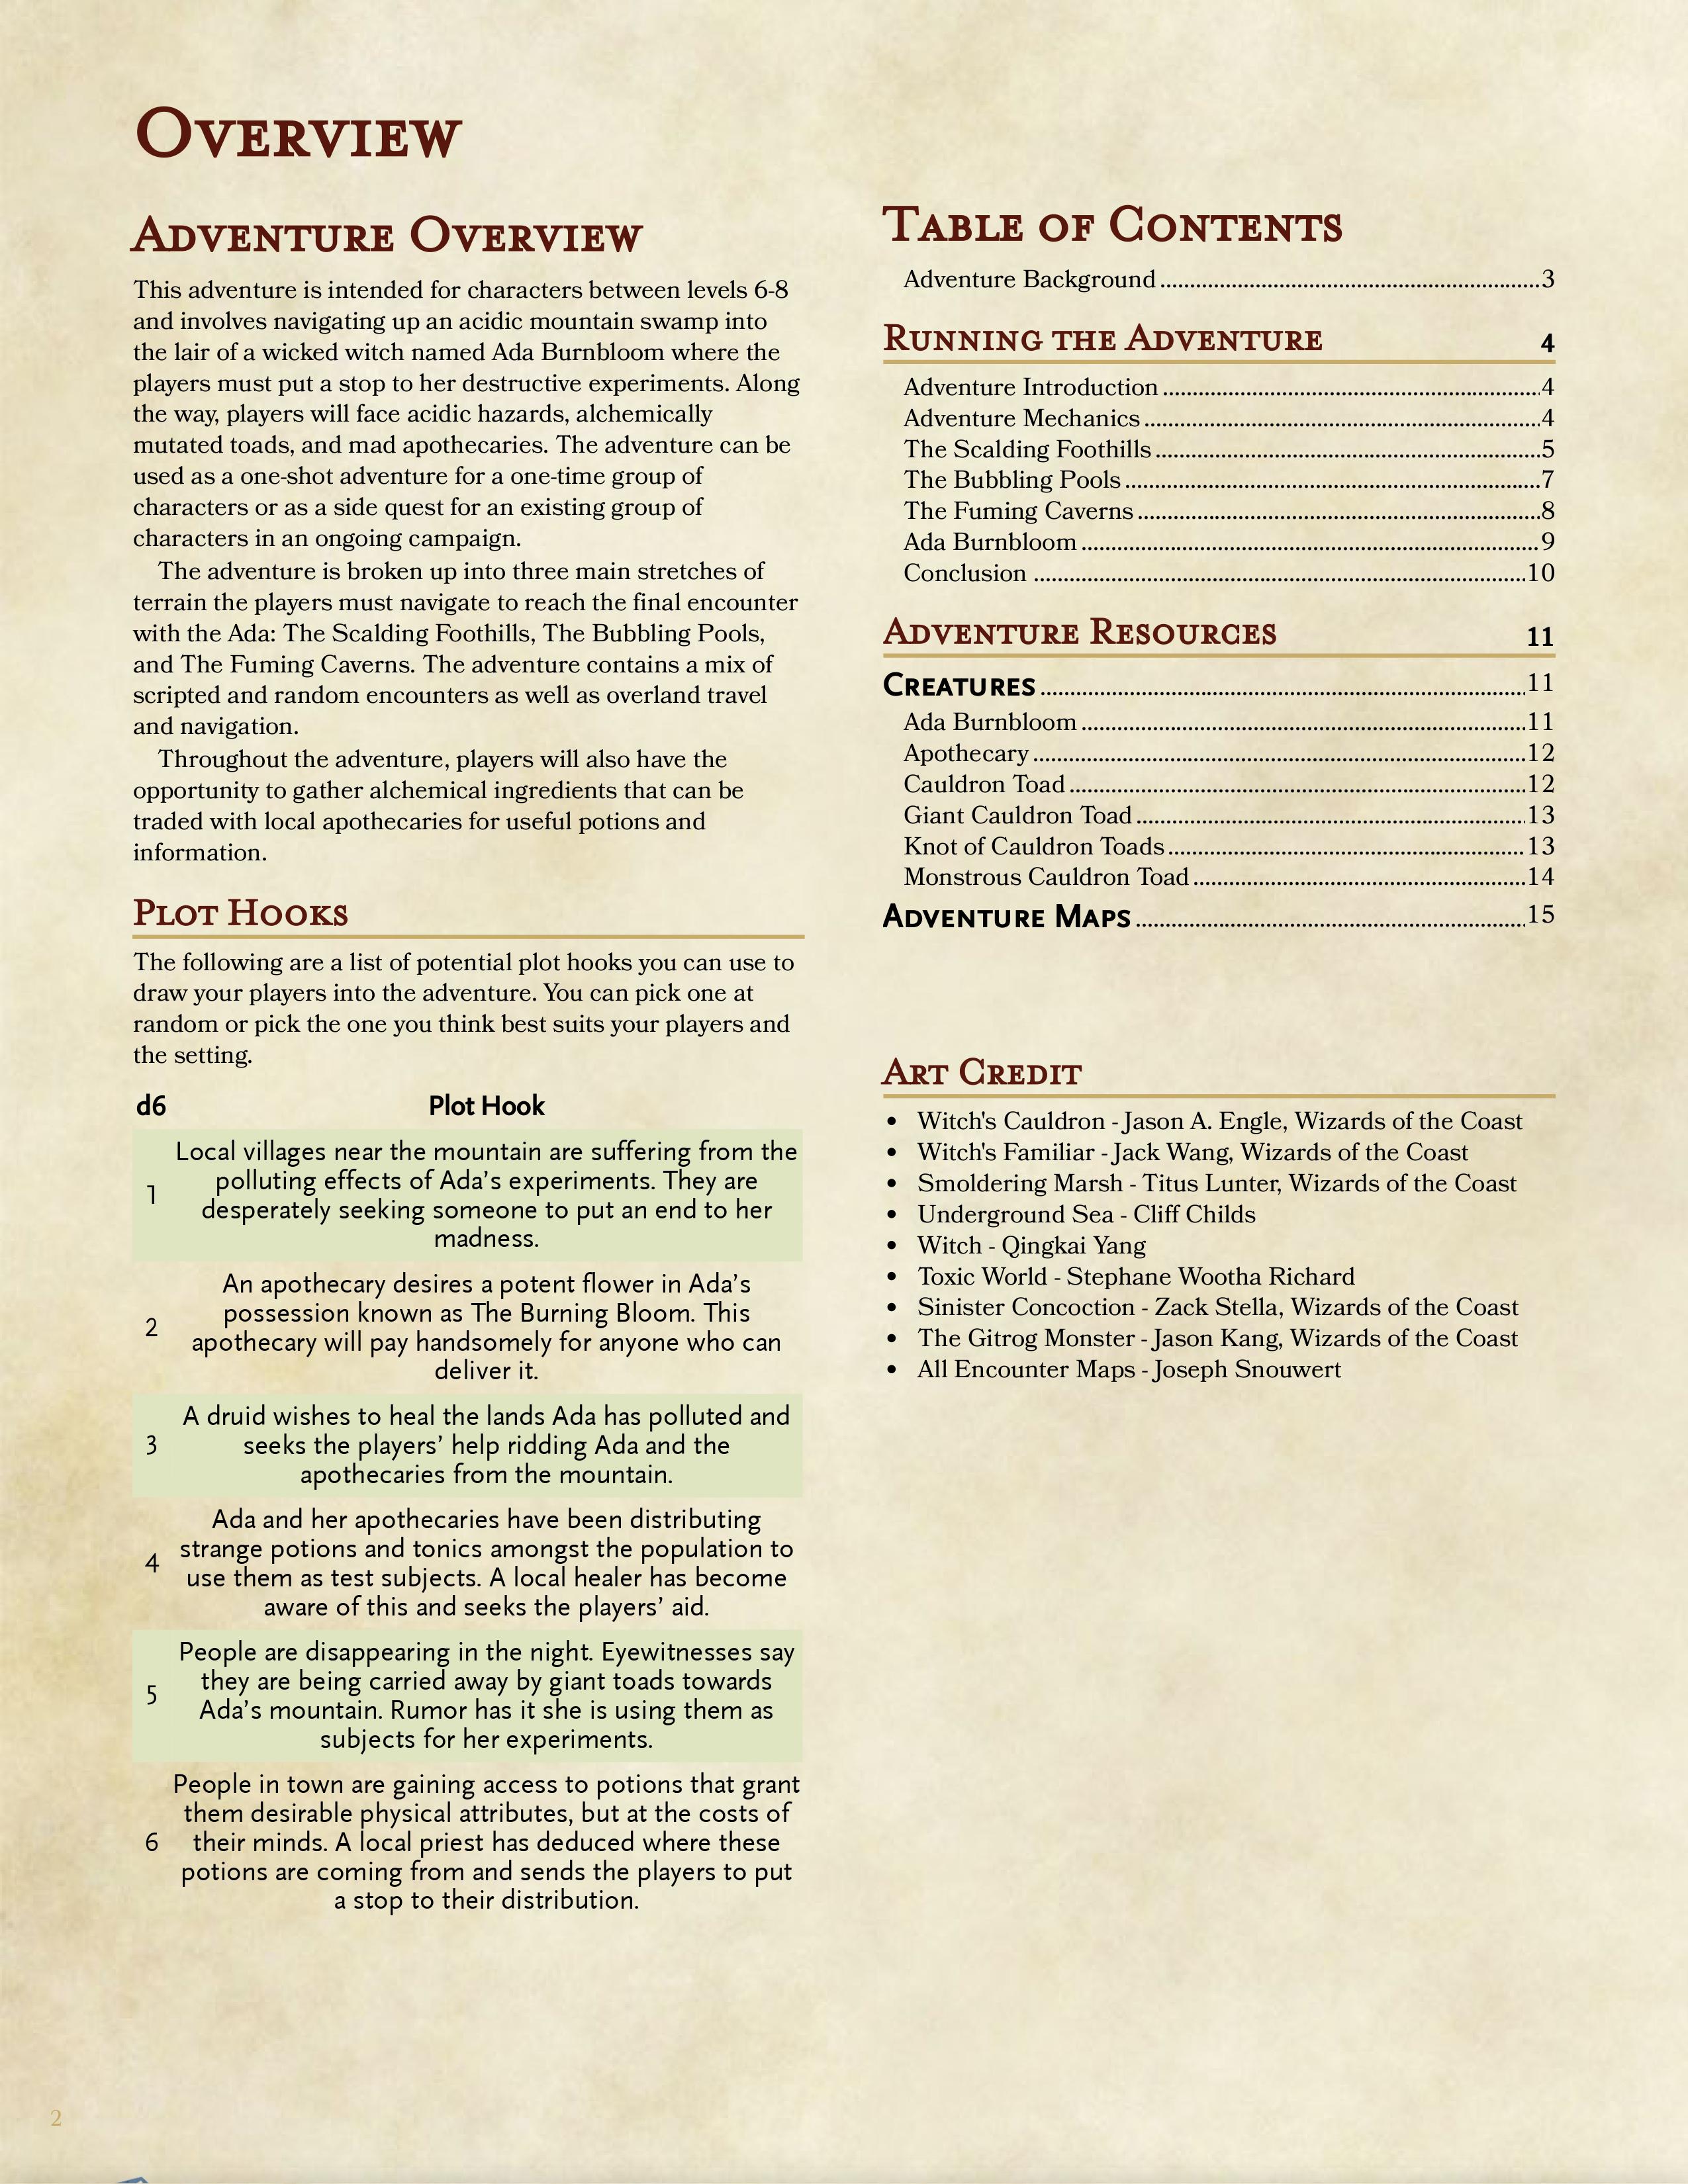 Overview
Adventure Overview
This adventure is intended for characters between levels 6-8
and involves navigating up an acidic mountain swamp into
the lair of a wicked witch named Ada Burnbloom where the
players must put a stop to her destructive experiments. Along
the way, players will face acidic hazards, alchemically
mutated toads, and mad apothecaries. The adventure can be
used as a one-shot adventure for a one-time group of
characters or as a side quest for an existing group of
characters in an ongoing campaign.
The adventure is broken up into three main stretches of
terrain the players must navigate to reach the final encounter
with the Ada: The Scalding Foothills, The Bubbling Pools,
and The Fuming Caverns. The adventure contains a mix of
scripted and random encounters as well as overland travel
and navigation.
Throughout the adventure, players will also have the
opportunity to gather alchemical ingredients that can be
traded with local apothecaries for useful potions and
information.
Plot Hooks
The following are a list of potential plot hooks you can use to
draw your players into the adventure. You can pick one at
random or pick the one you think best suits your players and
the setting.
d6 Plot Hook
Local villages near the mountain are suffering from the
polluting effects of Ada’s experiments. They are
1
desperately seeking someone to put an end to her
madness.
An apothecary desires a potent flower in Ada’s
possession known as The Burning Bloom. This
2
apothecary will pay handsomely for anyone who can
deliver it.
A druid wishes to heal the lands Ada has polluted and
3 seeks the players’ help ridding Ada and the
apothecaries from the mountain.
Ada and her apothecaries have been distributing
strange potions and tonics amongst the population to
4
use them as test subjects. A local healer has become
aware of this and seeks the players’ aid.
People are disappearing in the night. Eyewitnesses say
they are being carried away by giant toads towards
5
Ada’s mountain. Rumor has it she is using them as
subjects for her experiments.
People in town are gaining access to potions that grant
them desirable physical attributes, but at the costs of
6 their minds. A local priest has deduced where these
potions are coming from and sends the players to put
a stop to their distribution.
Table of Contents
Adventure Background 3
Running the Adventure 4
Adventure Introduction 4
Adventure Mechanics 4
The Scalding Foothills 5
The Bubbling Pools 7
The Fuming Caverns 8
Ada Burnbloom 9
Conclusion 10
Adventure Resources 11
Creatures 11
Ada Burnbloom 11
Apothecary 12
Cauldron Toad 12
Giant Cauldron Toad 13
Knot of Cauldron Toads 13
Monstrous Cauldron Toad 14
Adventure Maps 15
Art Credit
• Witch's Cauldron - Jason A. Engle, Wizards of the Coast
• Witch's Familiar - Jack Wang, Wizards of the Coast
• Smoldering Marsh - Titus Lunter, Wizards of the Coast
• Underground Sea - Cliff Childs
• Witch - Qingkai Yang
• Toxic World - Stephane Wootha Richard
• Sinister Concoction - Zack Stella, Wizards of the Coast
• The Gitrog Monster - Jason Kang, Wizards of the Coast
• All Encounter Maps - Joseph Snouwert
2